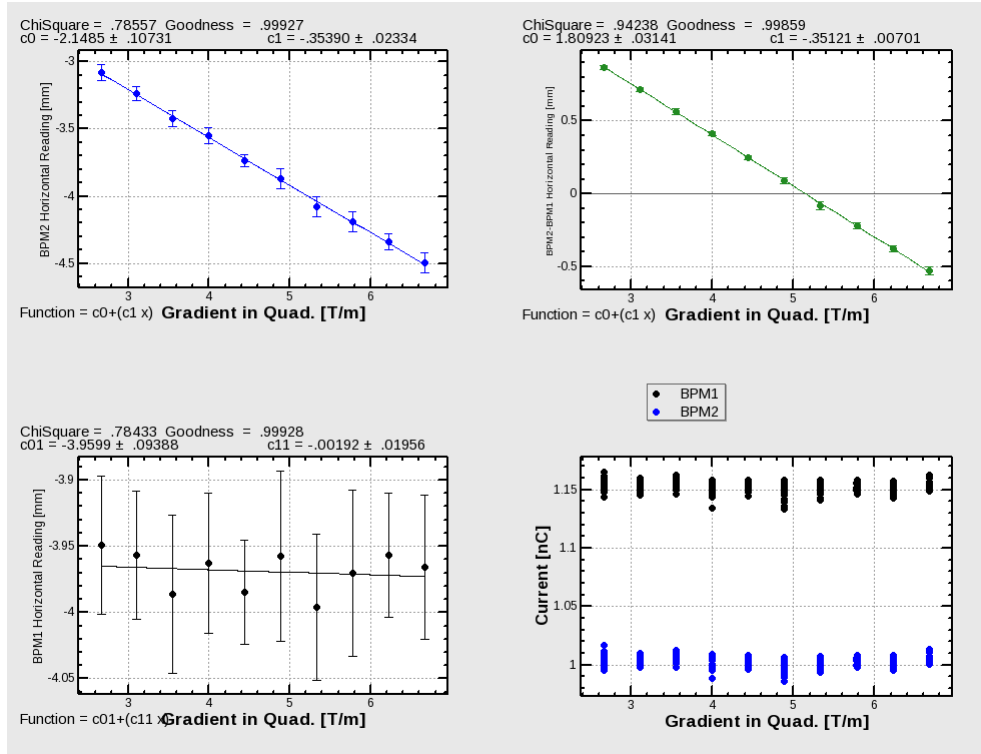 ChiSquare = .78557 Goodness = .99927
c0 = -2.1485 ± .10731 c1 = -.35390 ± .02334
BPM2 Horizontal Reading [mm]
-3
-3.5
-4
-4.5
3 4 5 6
Function = c0+(c1 x) Gradient in Quad. [T/m]
ChiSquare = .94238 Goodness = .99859
c0 = 1.80923 ± .03141 c1 = -.35121 ± .00701
BPM2-BPM1 Horizontal Reading [mm]
0.5
0
-0.5
3 4 5 6
Function = c0+(c1 x) Gradient in Quad. [T/m]
ChiSquare = .78433 Goodness = .99928
c01 = -3.9599 ± .09388 c11 = -.00192 ± .01956
BPM1 Horizontal Reading [mm]
-3.9
-3.95
-4
-4.05
3 4 5 6
Function = c01+(c11 x) Gradient in Quad. [T/m]
BPM1
BPM2
Current [nC]
1.15
1.1
1.05
1
3 4 5 6
Gradient in Quad. [T/m]